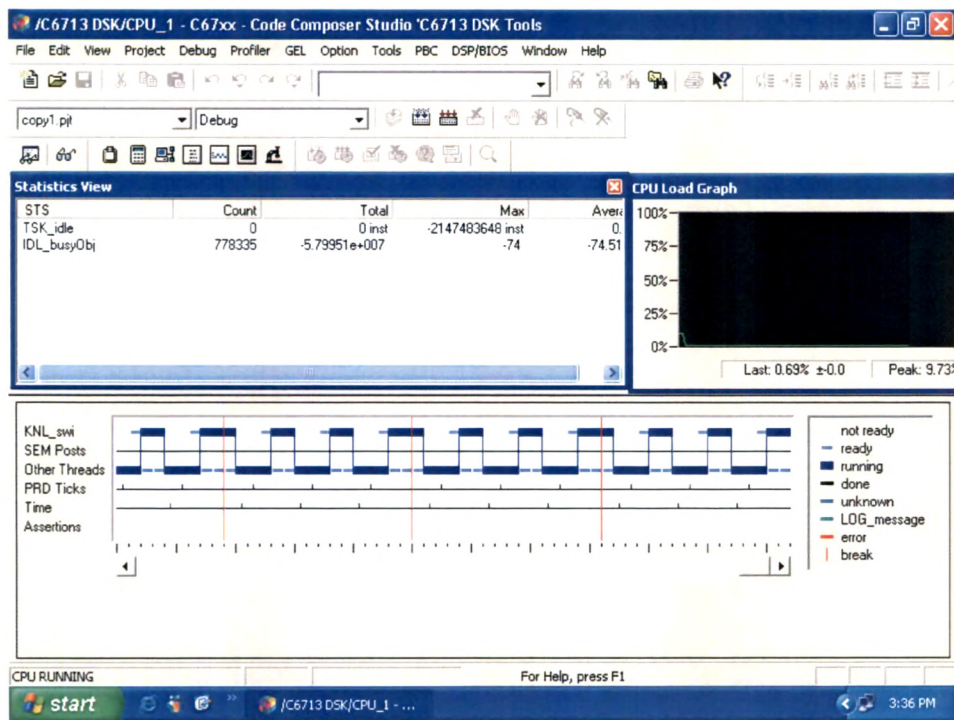 /C6713 DSK/CPU_1 - C67xx - Code Composer Studio 'C6713 DSK Tools
File Edit View Project Debug Profiler GEL Option Tools PBC DSP/BIOS Window Help
copy1.pjt Debug
Statistics View
STS Count Total Max Avera
TSK_idle 0 0 inst -2147483648 inst 0.
IDL_busyObj 778335 -5.79951e+007 -74 -74.51
CPU Load Graph
100%
75%
50%
25%
0%
Last: 0.69% ±-0.0 Peak: 9.73%
KNL_swi
SEM Posts
Other Threads
PRD Ticks
Time
Assertions
not ready
ready
running
done
unknown
LOG_message
error
break
CPU RUNNING For Help, press F1
start /C6713 DSK/CPU_1 - ... 3:36 PM